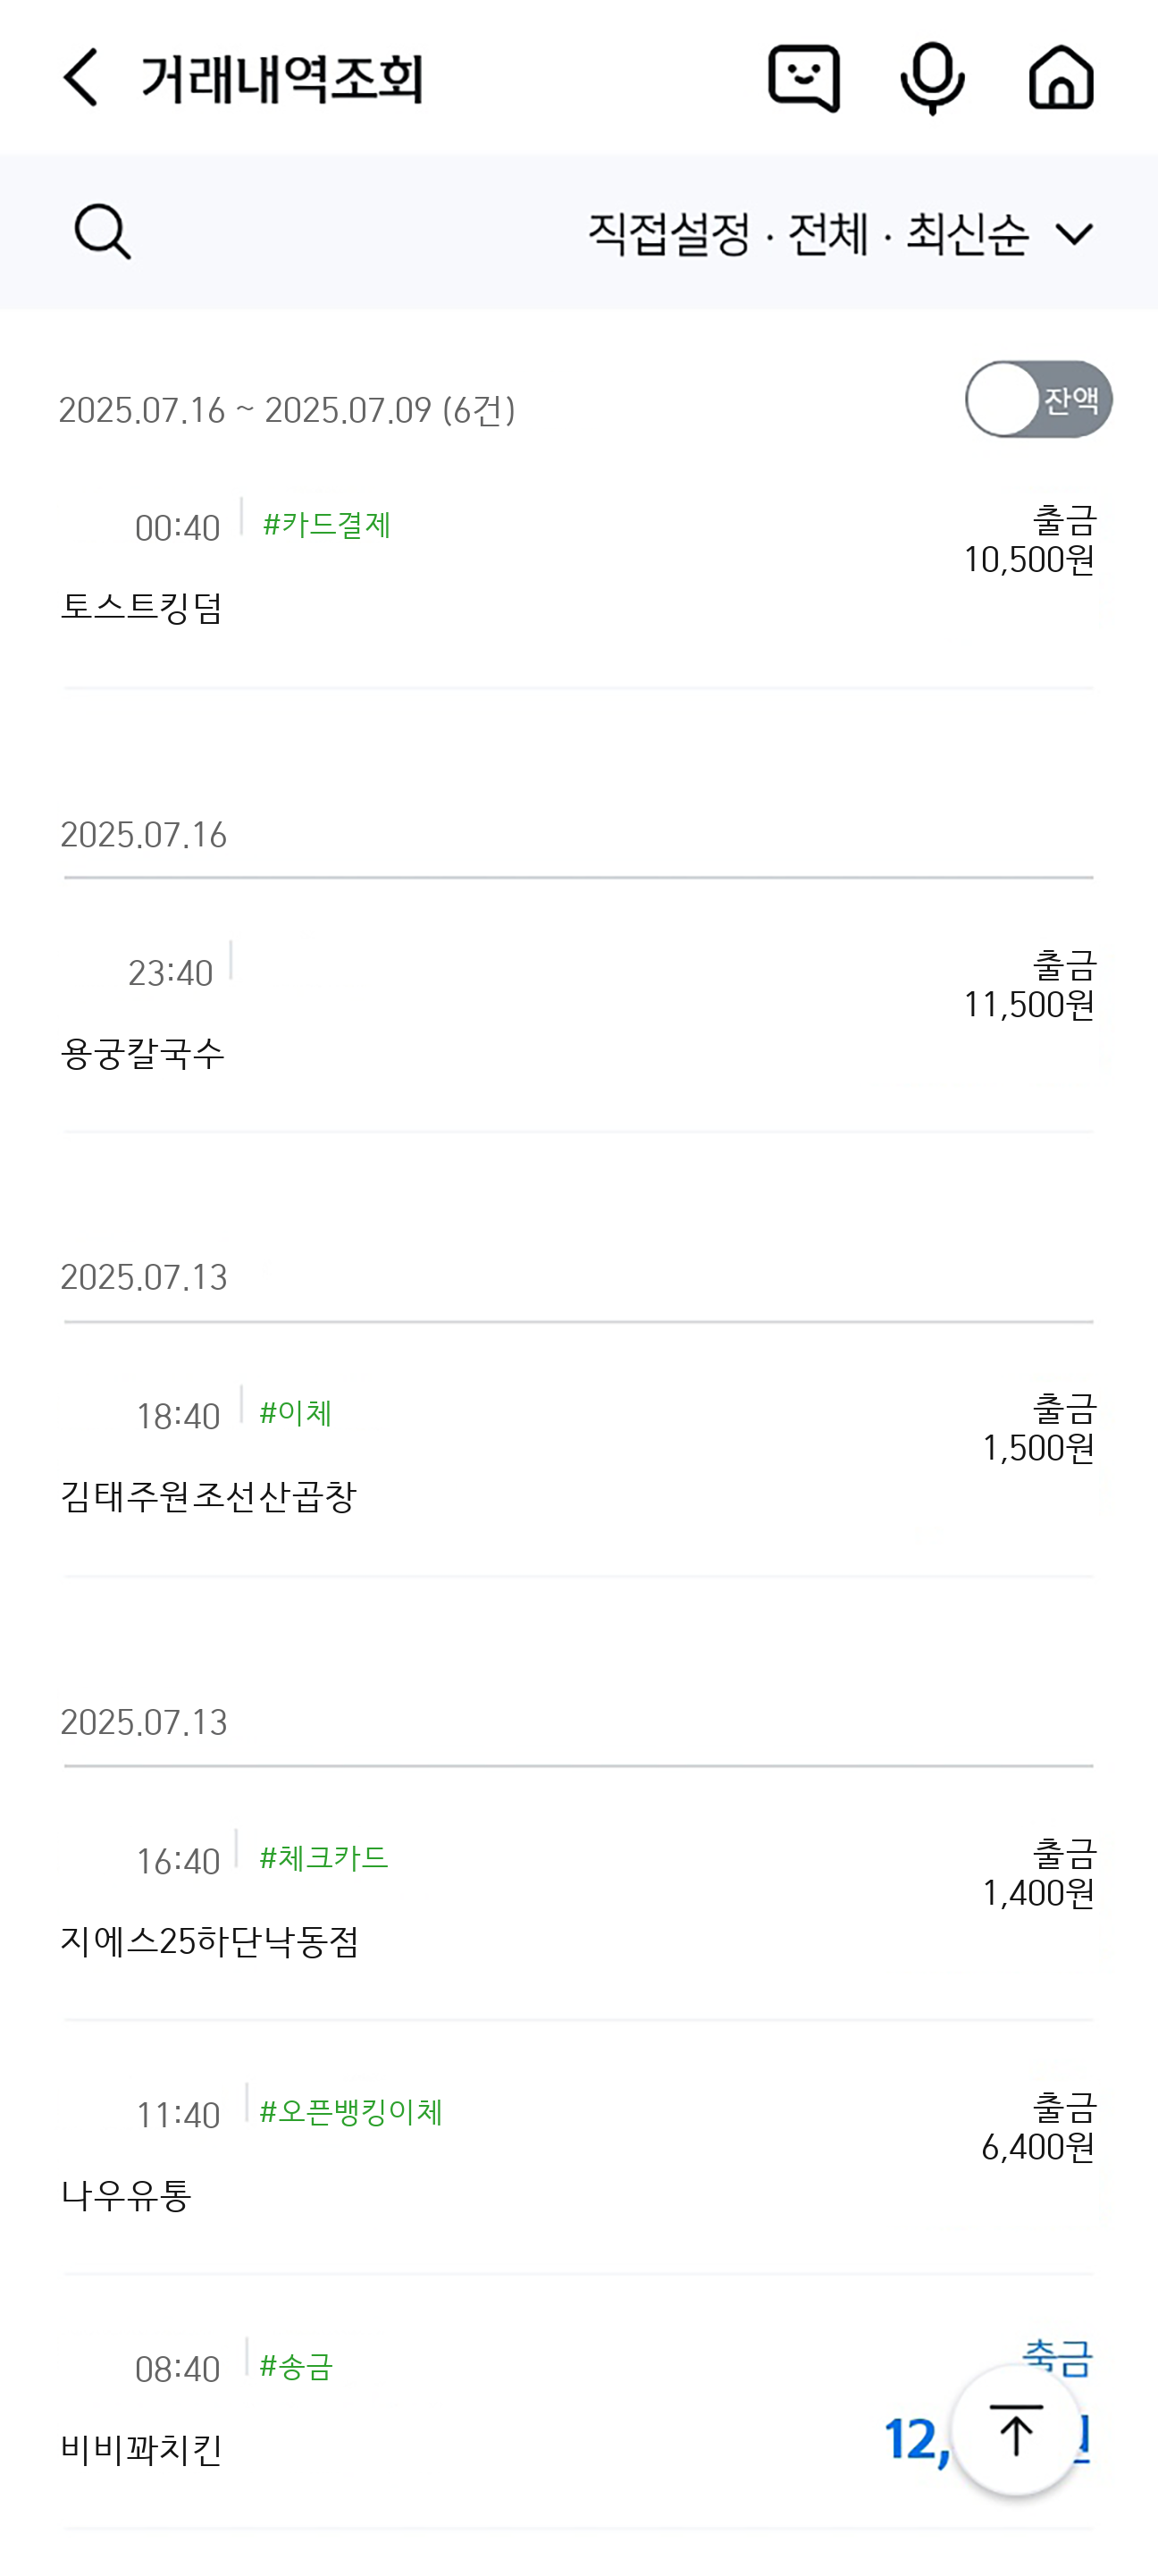 거래내역조회
직접설정 · 전체 · 최신순
2025.07.16 ~ 2025.07.09 (6건)
잔액
00:40 #카드결제
출금
10,500원
토스트킹덤
2025.07.16
23:40
출금
11,500원
용궁칼국수
2025.07.13
18:40 #이체
출금
1,500원
김태주원조선산곱창
2025.07.13
16:40 #체크카드
출금
1,400원
지에스25하단낙동점
11:40 #오픈뱅킹이체
출금
6,400원
나우유통
08:40 #송금
출금
12,
비비꽈치킨